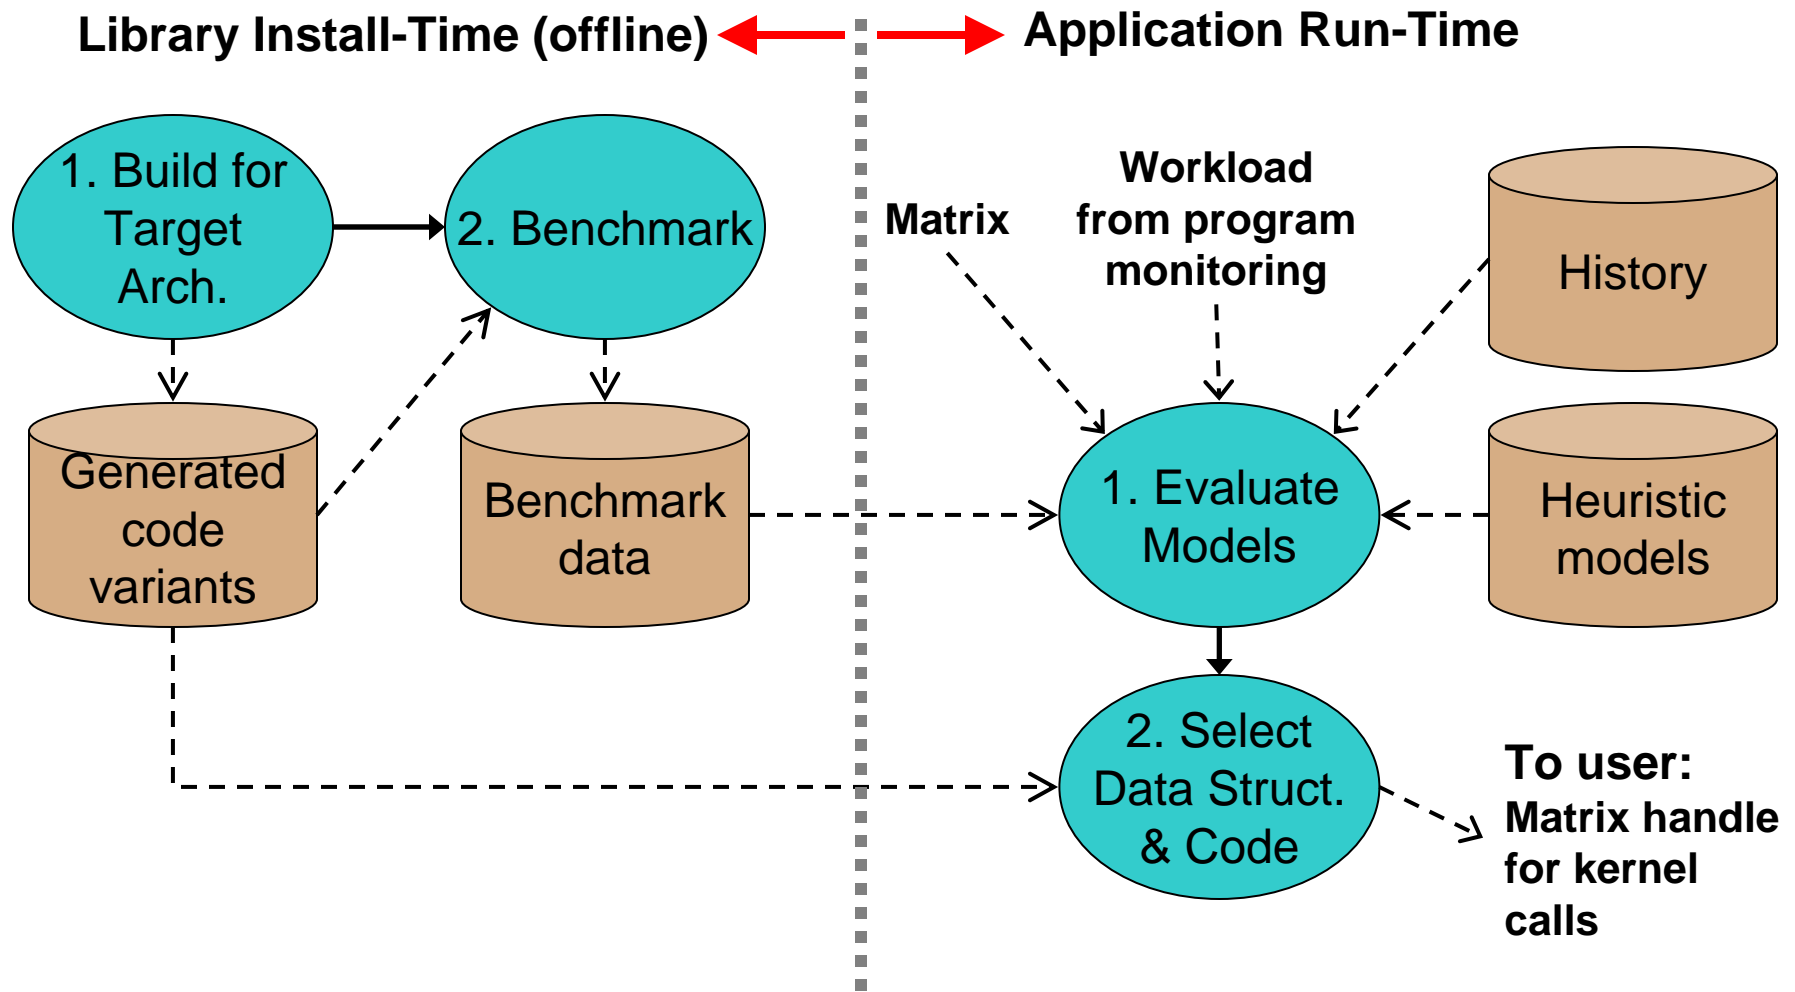 Library Install-Time (offline)
Application Run-Time
1. Build for
Target
Arch.
2. Benchmark
Matrix
Workload
from program
monitoring
History
Generated
code
variants
Benchmark
data
1. Evaluate
Models
Heuristic
models
2. Select
Data Struct.
& Code
To user:
Matrix handle
for kernel
calls